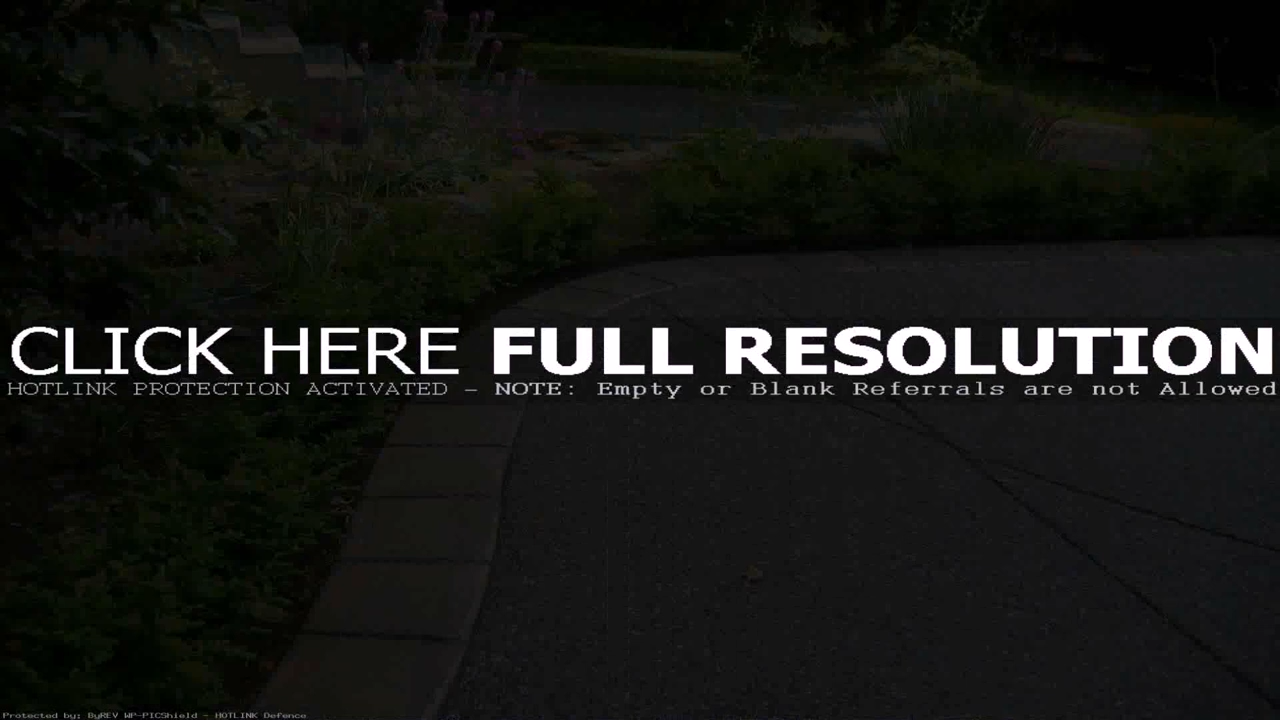 CLICK HERE FULL RESOLUTION
HOTLINK PROTECTION ACTIVATED – NOTE: Empty or Blank Referrals are not Allowed
Protected by: ByREV WP-PICShield - HOTLINK Defence